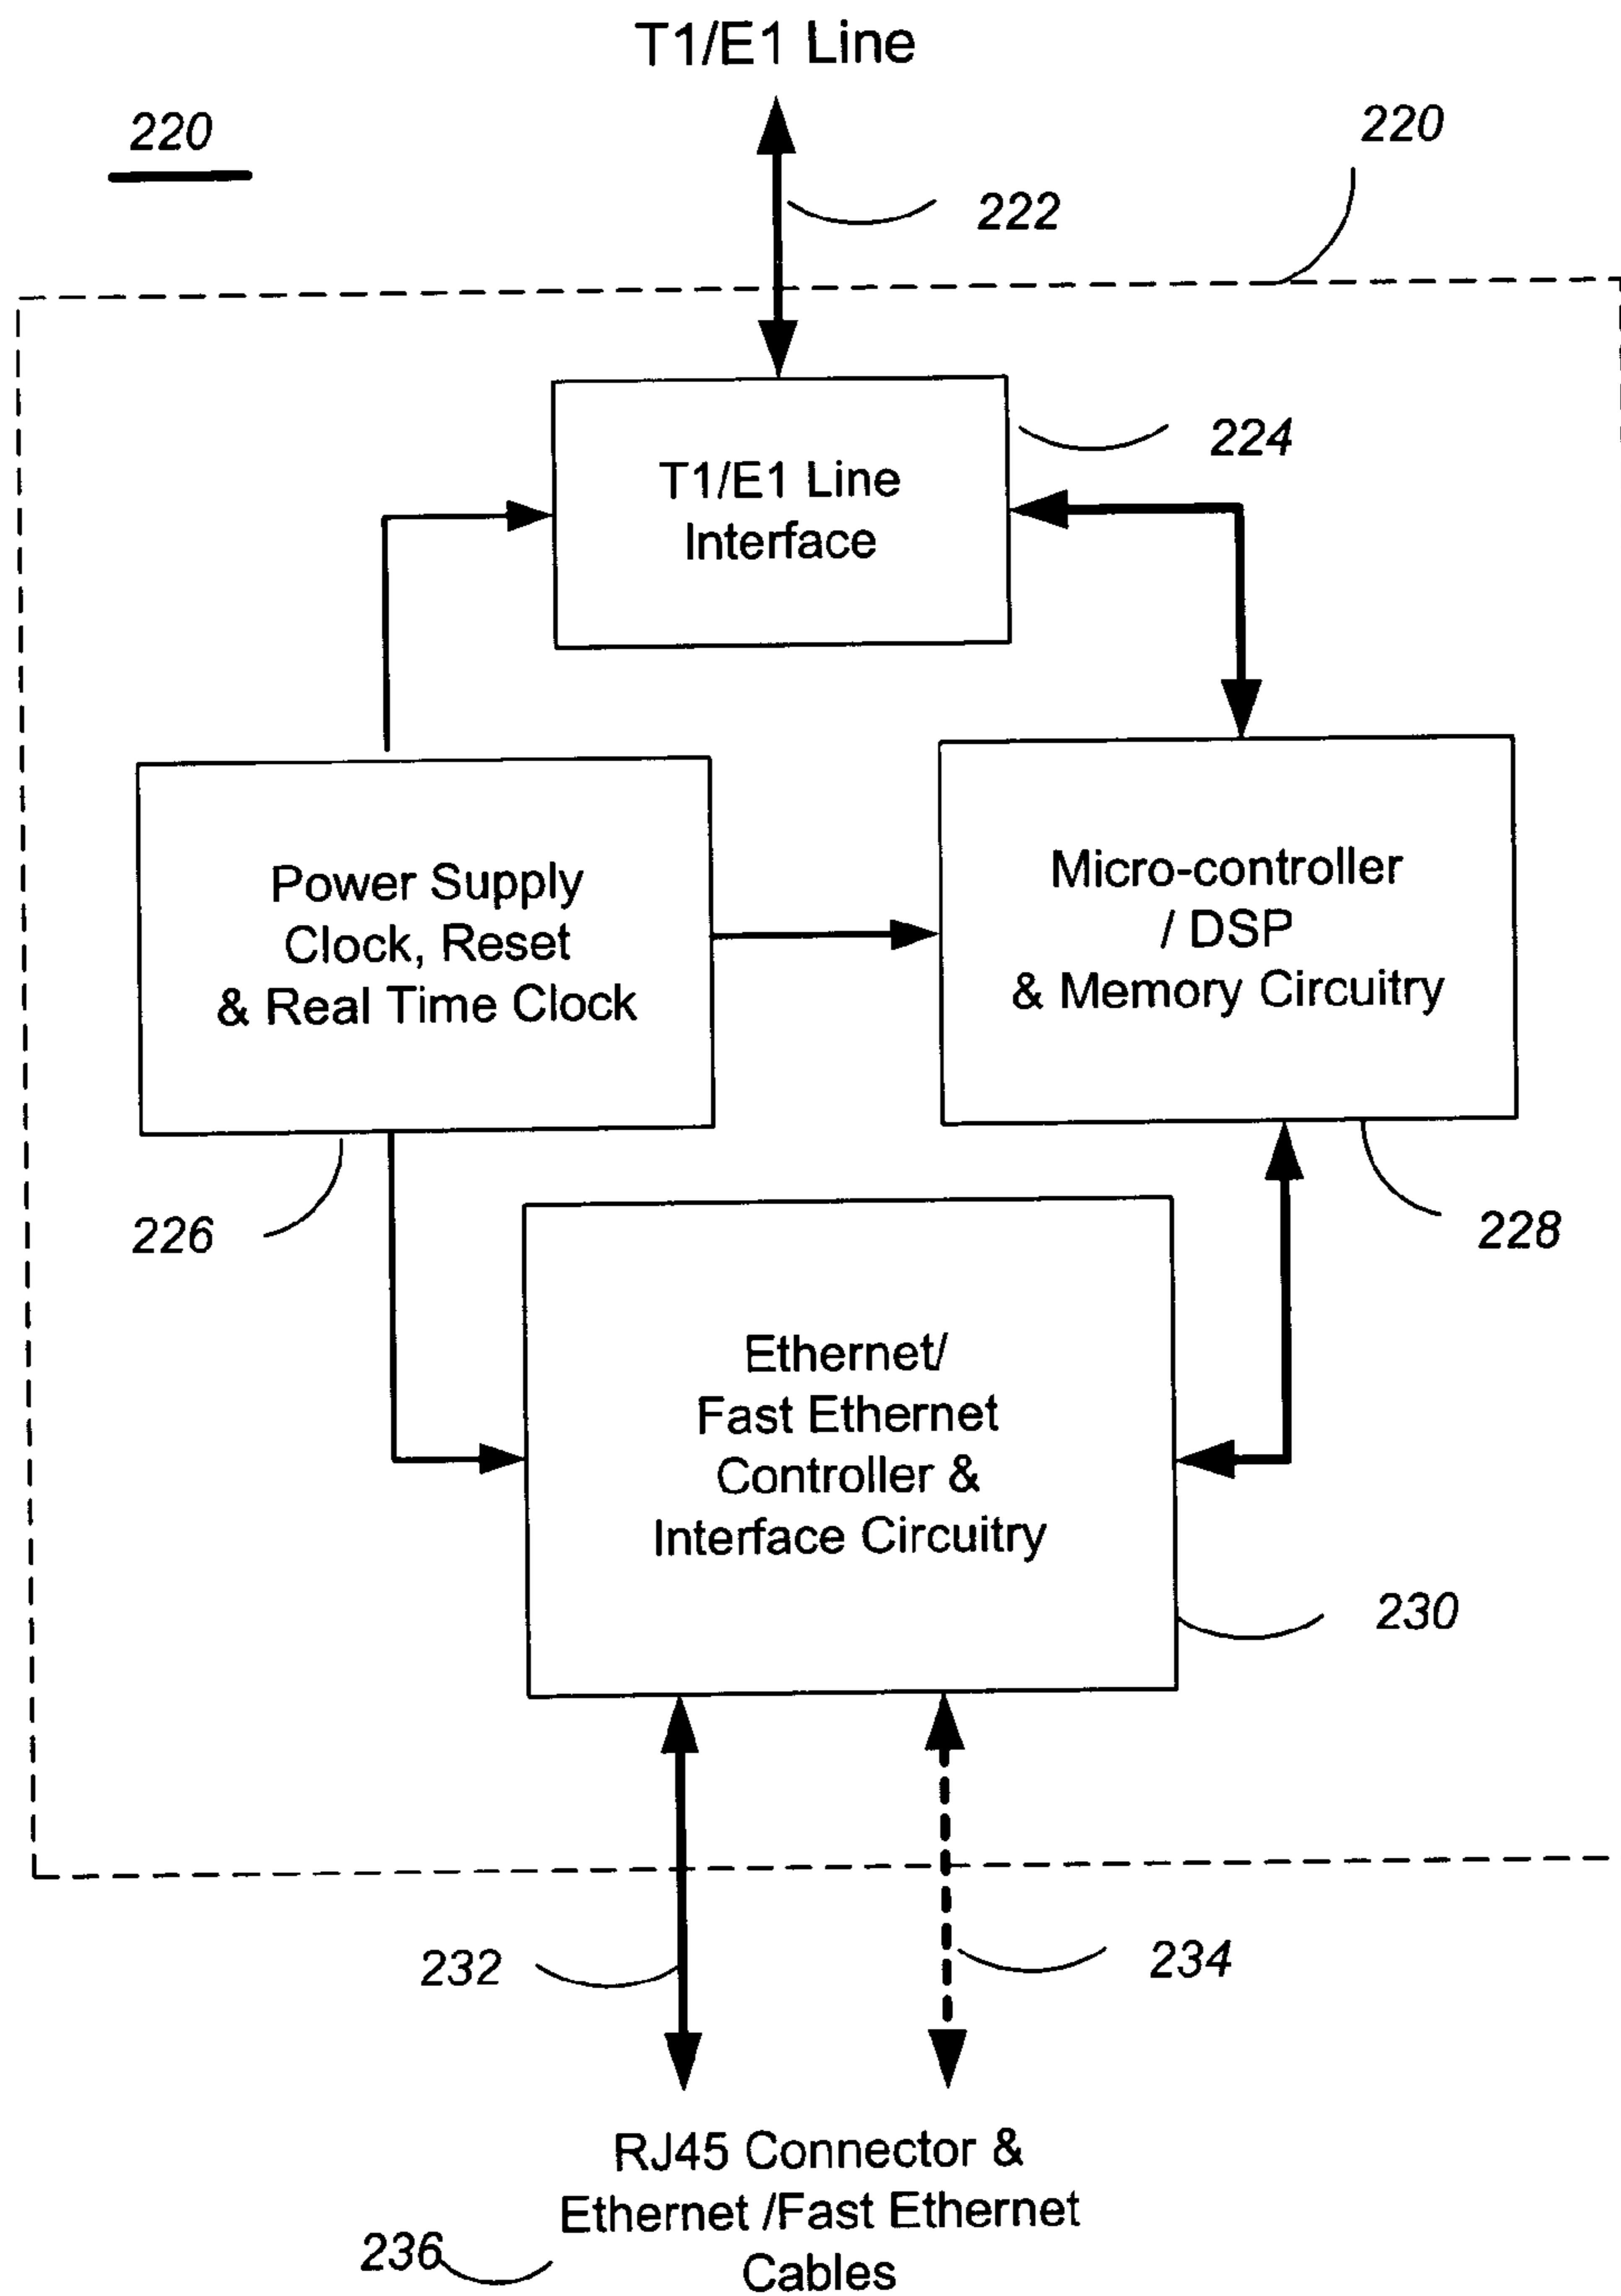 T1/E1 Line
220
220
222
224
T1/E1 Line
Interface
Power Supply
Clock, Reset
& Real Time Clock
Micro-controller
/ DSP
& Memory Circuitry
226
228
Ethernet/
Fast Ethernet
Controller &
Interface Circuitry
230
232
234
RJ45 Connector &
Ethernet /Fast Ethernet
Cables
236